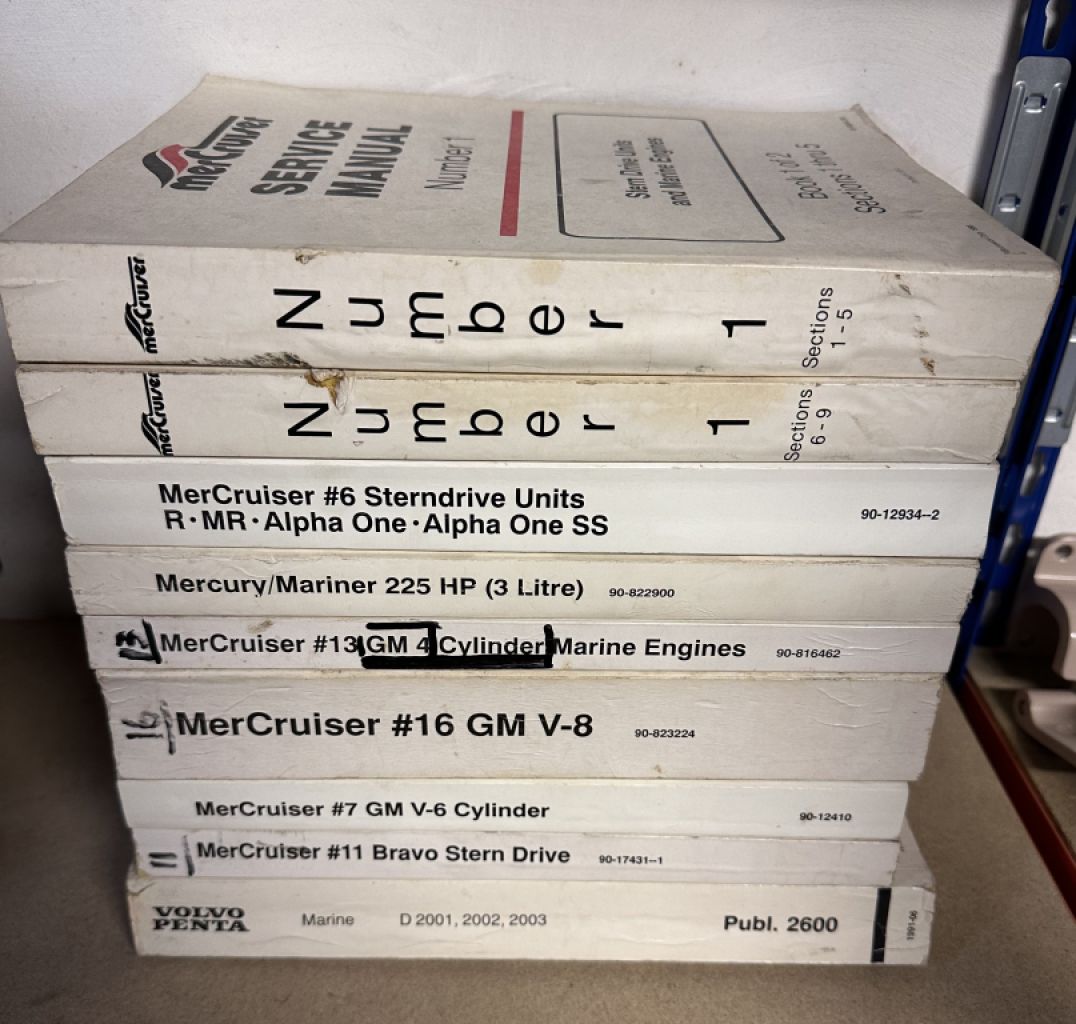 merCruiser
SERVICE
MANUAL
Number 1
Stern Drive Units
and Marine Engines
Book 1 of 2
Sections 1 thru 5
merCruiser
Number 1
Sections
1 - 5
merCruiser
Number 1
Sections
6 - 9
MerCruiser #6 Sterndrive Units
R·MR·Alpha One·Alpha One SS
90-12934--2
Mercury/Mariner 225 HP (3 Litre) 90-822900
13 MerCruiser #13 GM 4 Cylinder Marine Engines 90-816462
16 MerCruiser #16 GM V-8 90-823224
MerCruiser #7 GM V-6 Cylinder 90-12410
11 MerCruiser #11 Bravo Stern Drive 90-17431--1
VOLVO
PENTA
Marine D 2001, 2002, 2003 Publ. 2600
1991-06